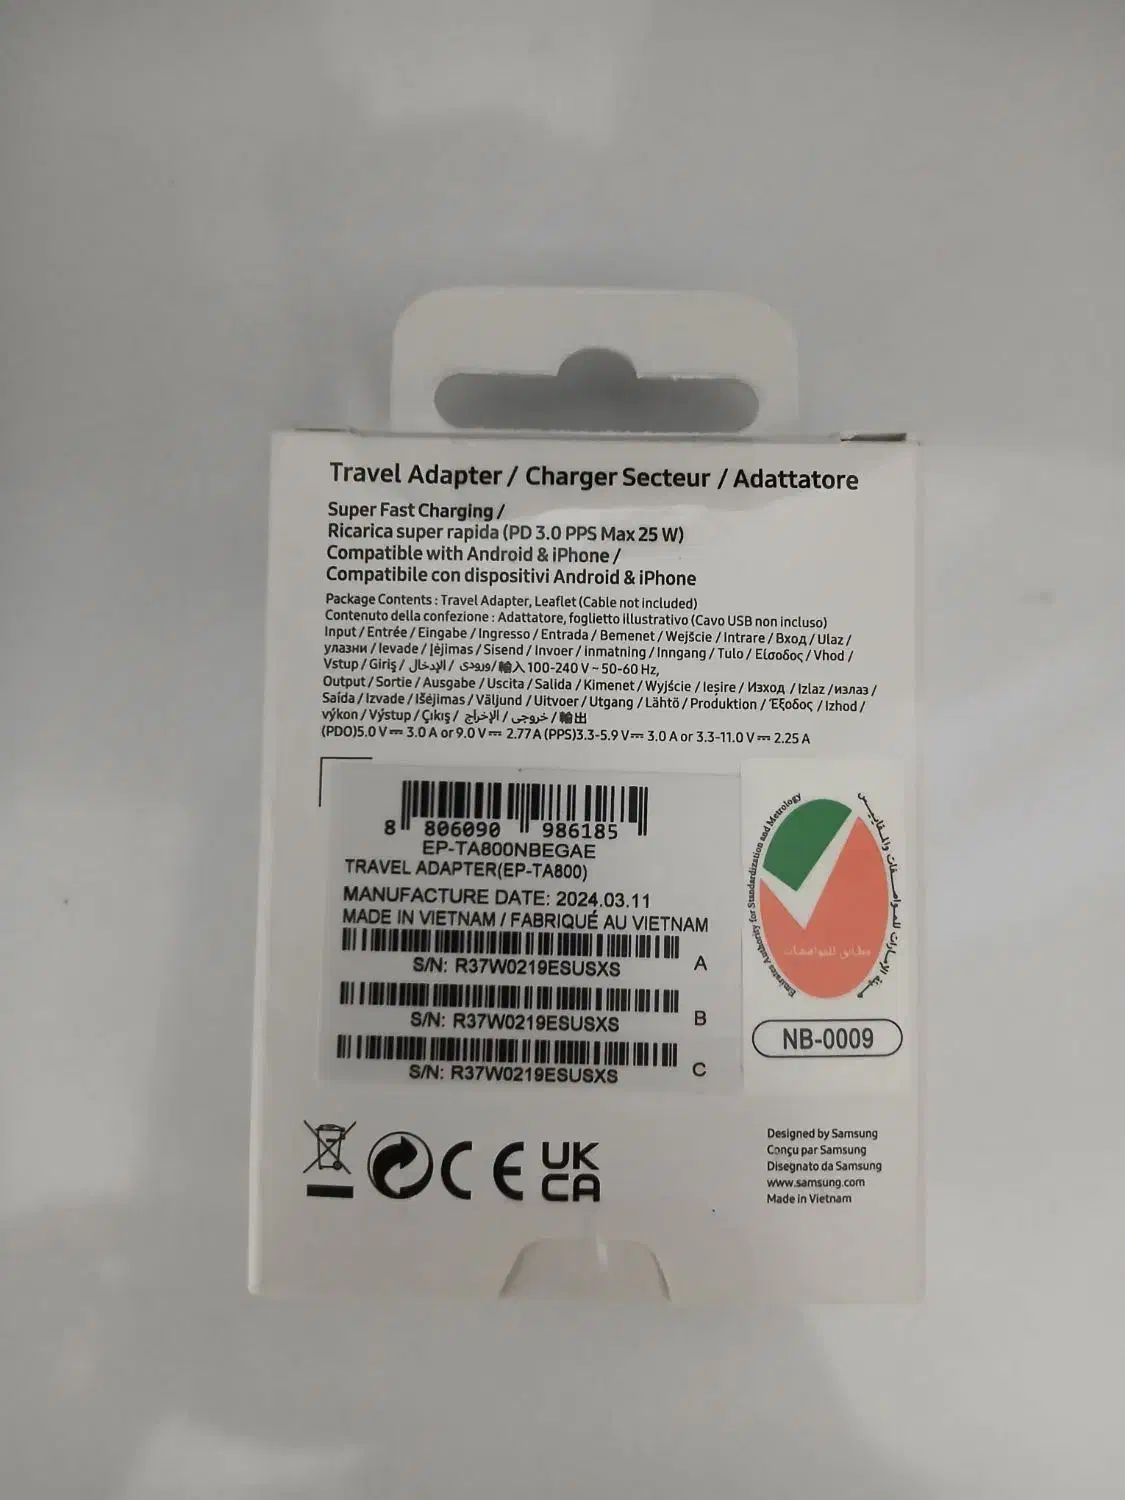 Travel Adapter / Charger Secteur / Adattatore
Super Fast Charging /
Ricarica super rapida (PD 3.0 PPS Max 25 W)
Compatible with Android & iPhone /
Compatibile con dispositivi Android & iPhone
Package Contents : Travel Adapter, Leaflet (Cable not included)
Contenuto della confezione : Adattatore, foglietto illustrativo (Cavo USB non incluso)
Input / Entrée / Eingabe / Ingresso / Entrada / Bemenet / Wejście / Intrare / Вход / Ulaz /
улазни / Ievade / Įėjimas / Sisend / Invoer / inmatning / Inngang / Tulo / Είσοδος / Vhod /
Vstup / Giriş / الإدخال / ورودی / 輸入 100-240 V ~ 50-60 Hz,
Output / Sortie / Ausgabe / Uscita / Salida / Kimenet / Wyjście / Ieșire / Изход / Izlaz /излаз /
Saída / Izvade / Išėjimas / Väljund / Uitvoer / Utgang / Lähtö / Produktion / Έξοδος / Izhod /
výkon / Výstup / Çıkış / الإخراج / خروجی / 輸出
(PDO)5.0 V⎓ 3.0 A or 9.0 V⎓ 2.77 A (PPS)3.3-5.9 V⎓ 3.0 A or 3.3-11.0 V⎓ 2.25 A
8 806090 986185
EP-TA800NBEGAE
TRAVEL ADAPTER(EP-TA800)
MANUFACTURE DATE: 2024.03.11
MADE IN VIETNAM / FABRIQUÉ AU VIETNAM
S/N: R37W0219ESUSXS A
S/N: R37W0219ESUSXS B
S/N: R37W0219ESUSXS C
Emirates Authority for Standardization and Metrology
هيئة الإمارات للمواصفات والمقاييس
مطابق للمواصفات
NB-0009
CE
UK
CA
Designed by Samsung
Conçu par Samsung
Disegnato da Samsung
www.samsung.com
Made in Vietnam